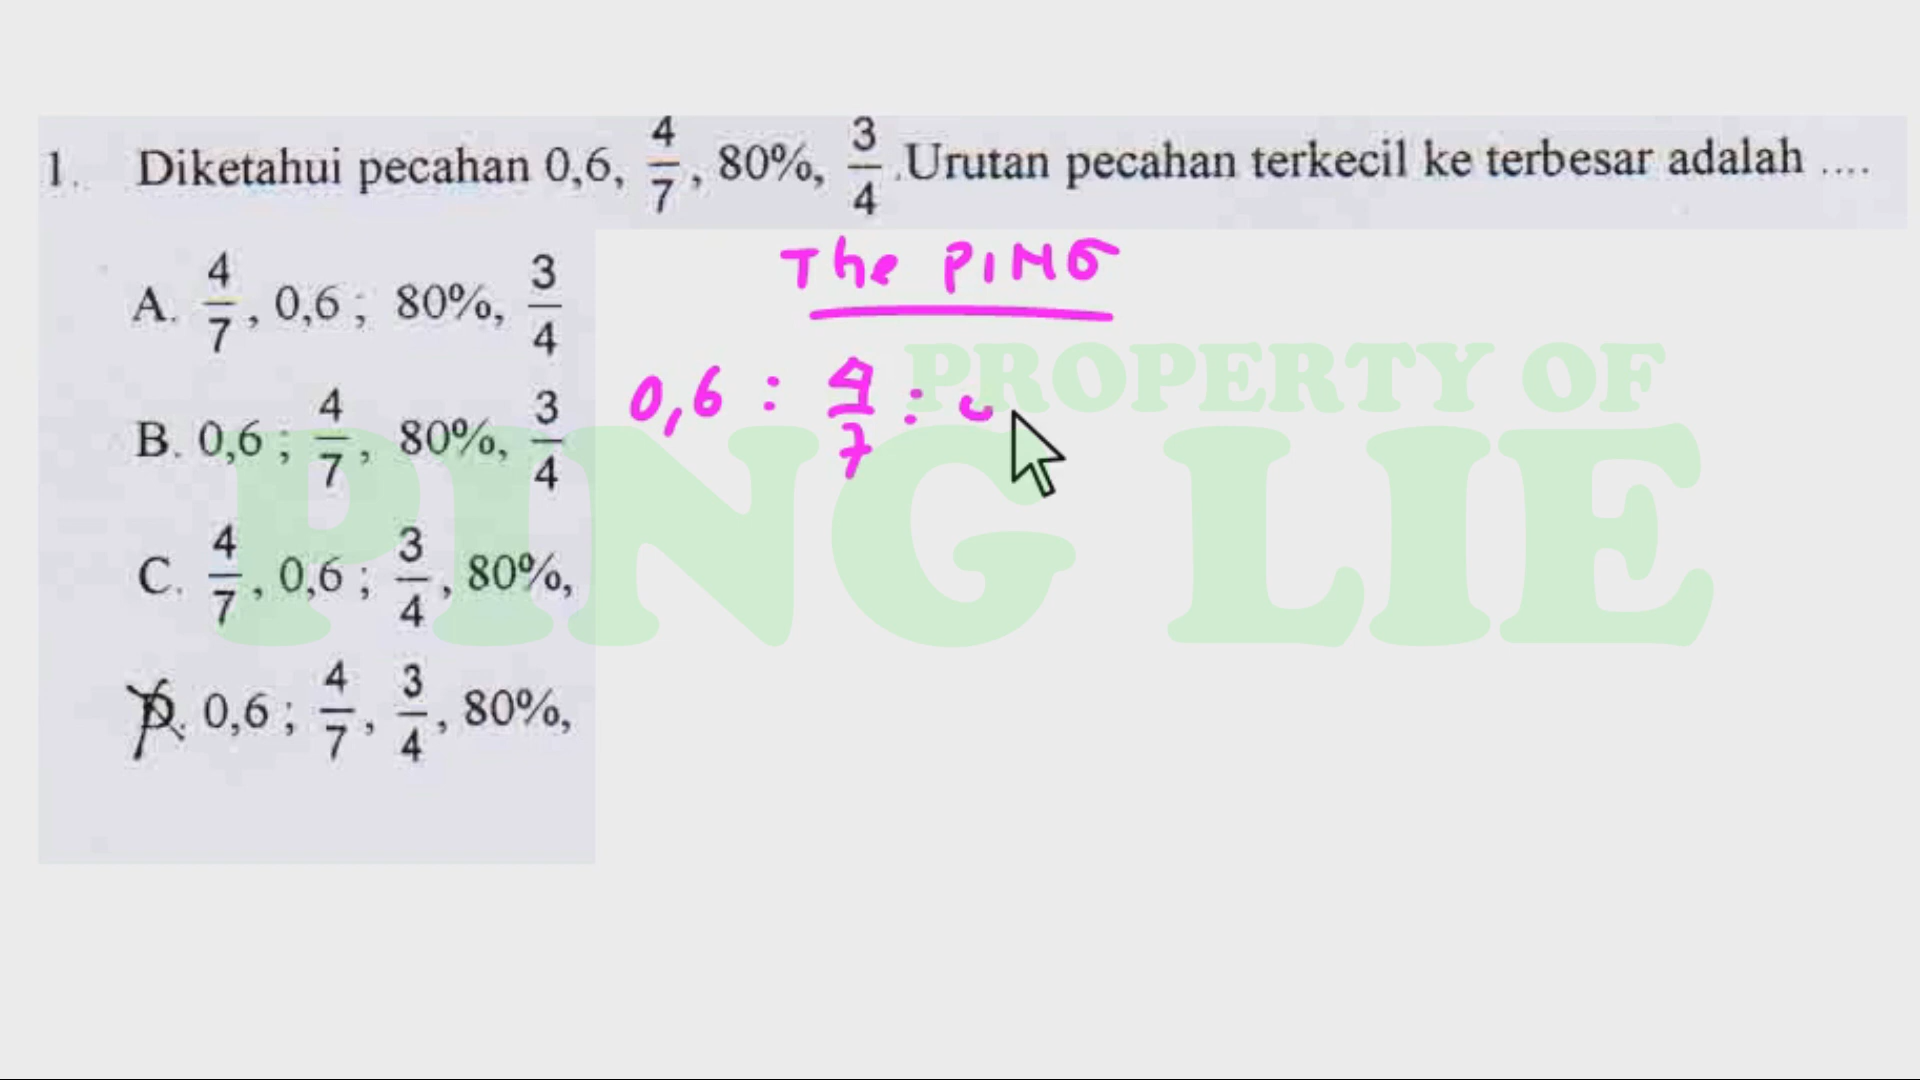 1. Diketahui pecahan 0,6, 4/7, 80%, 3/4 .Urutan pecahan terkecil ke terbesar adalah ....
A. 4/7, 0,6 ; 80%, 3/4
B. 0,6 ; 4/7, 80%, 3/4
C. 4/7, 0,6 ; 3/4, 80%,
D. 0,6 ; 4/7, 3/4, 80%,
The PING
0,6 : 4/7 :
PROPERTY OF
PING LIE